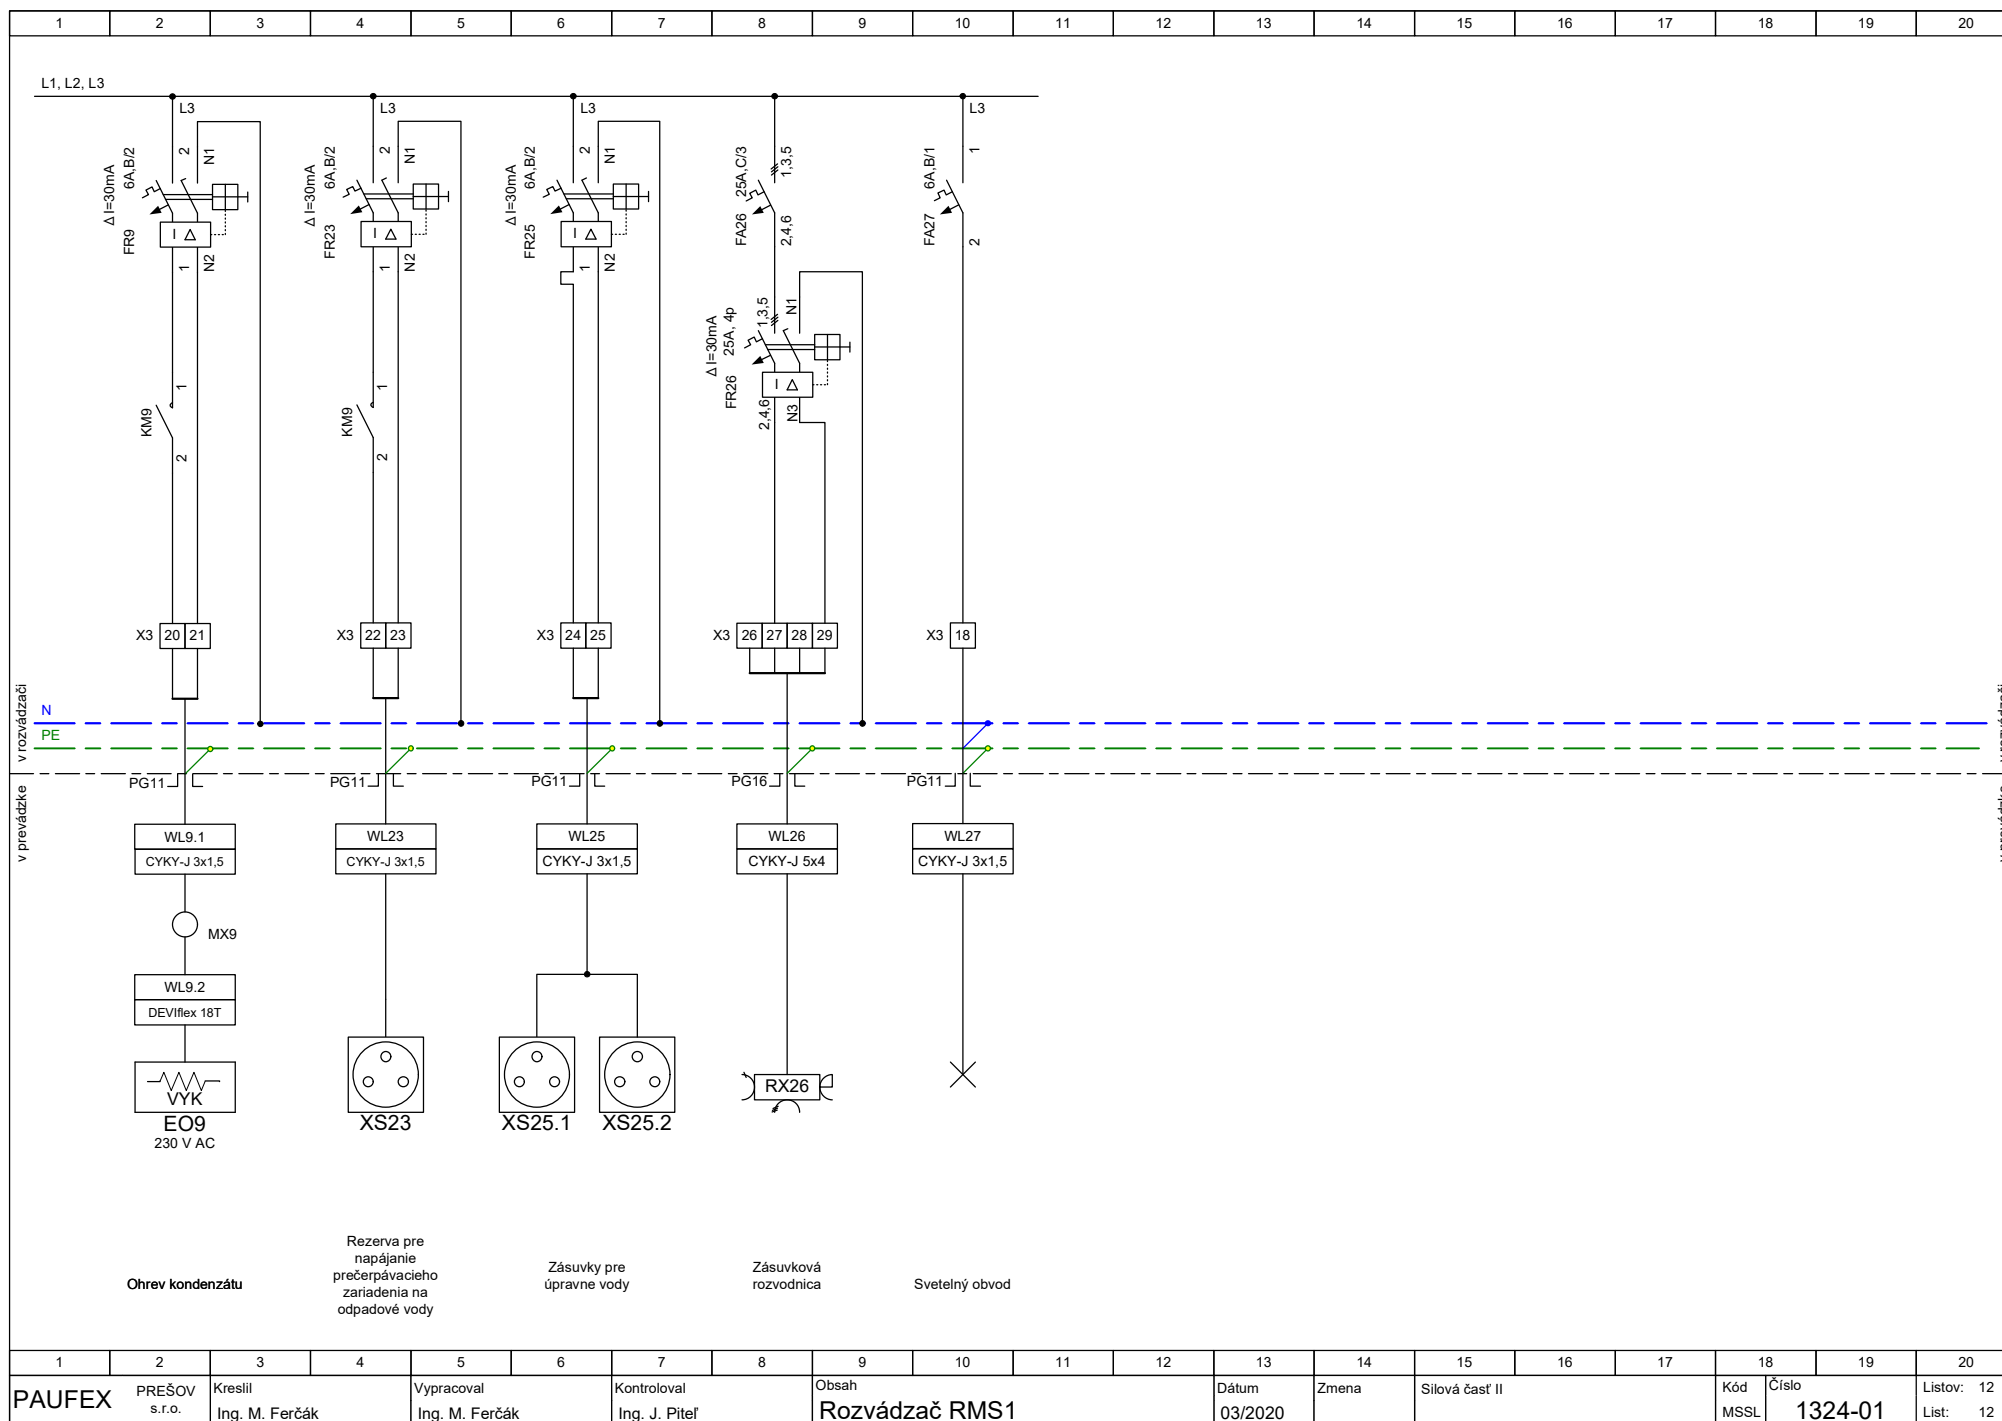 1 2 3 4 5 6 7 8 9 10 11 12 13 14 15 16 17 18 19 20
L1, L2, L3
L3 L3 L3 L3
Δ I=30mA 6A,B/2 2 N1
FR9 I Δ 1 N2
Δ I=30mA 6A,B/2 2 N1
FR23 I Δ 1 N2
Δ I=30mA 6A,B/2 2 N1
FR25 I Δ 1 N2
FA26 25A,C/3 1,3,5
2,4,6
FA27 6A,B/1 1
2
Δ I=30mA 25A, 4p 1,3,5 N1
FR26 I Δ 2,4,6 N3
KM9 1 2
KM9 1 2
X3 20 21
X3 22 23
X3 24 25
X3 26 27 28 29
X3 18
v rozvádzači
N
PE
PG11 PG11 PG11 PG16 PG11
v prevádzke
WL9.1 WL23 WL25 WL26 WL27
CYKY-J 3x1,5 CYKY-J 3x1,5 CYKY-J 3x1,5 CYKY-J 5x4 CYKY-J 3x1,5
MX9
WL9.2
DEVIflex 18T
VYK
EO9
230 V AC
XS23
XS25.1
XS25.2
RX26
Ohrev kondenzátu
Rezerva pre
napájanie
prečerpávacieho
zariadenia na
odpadové vody
Zásuvky pre
úpravne vody
Zásuvková
rozvodnica
Svetelný obvod
1 2 3 4 5 6 7 8 9 10 11 12 13 14 15 16 17 18 19 20
PAUFEX PREŠOV
s.r.o.
Kreslil
Ing. M. Ferčák
Vypracoval
Ing. M. Ferčák
Kontroloval
Ing. J. Piteľ
Obsah
Rozvádzač RMS1
Dátum
03/2020
Zmena
Silová časť II
Kód
MSSL
Číslo
1324-01
Listov: 12
List: 12